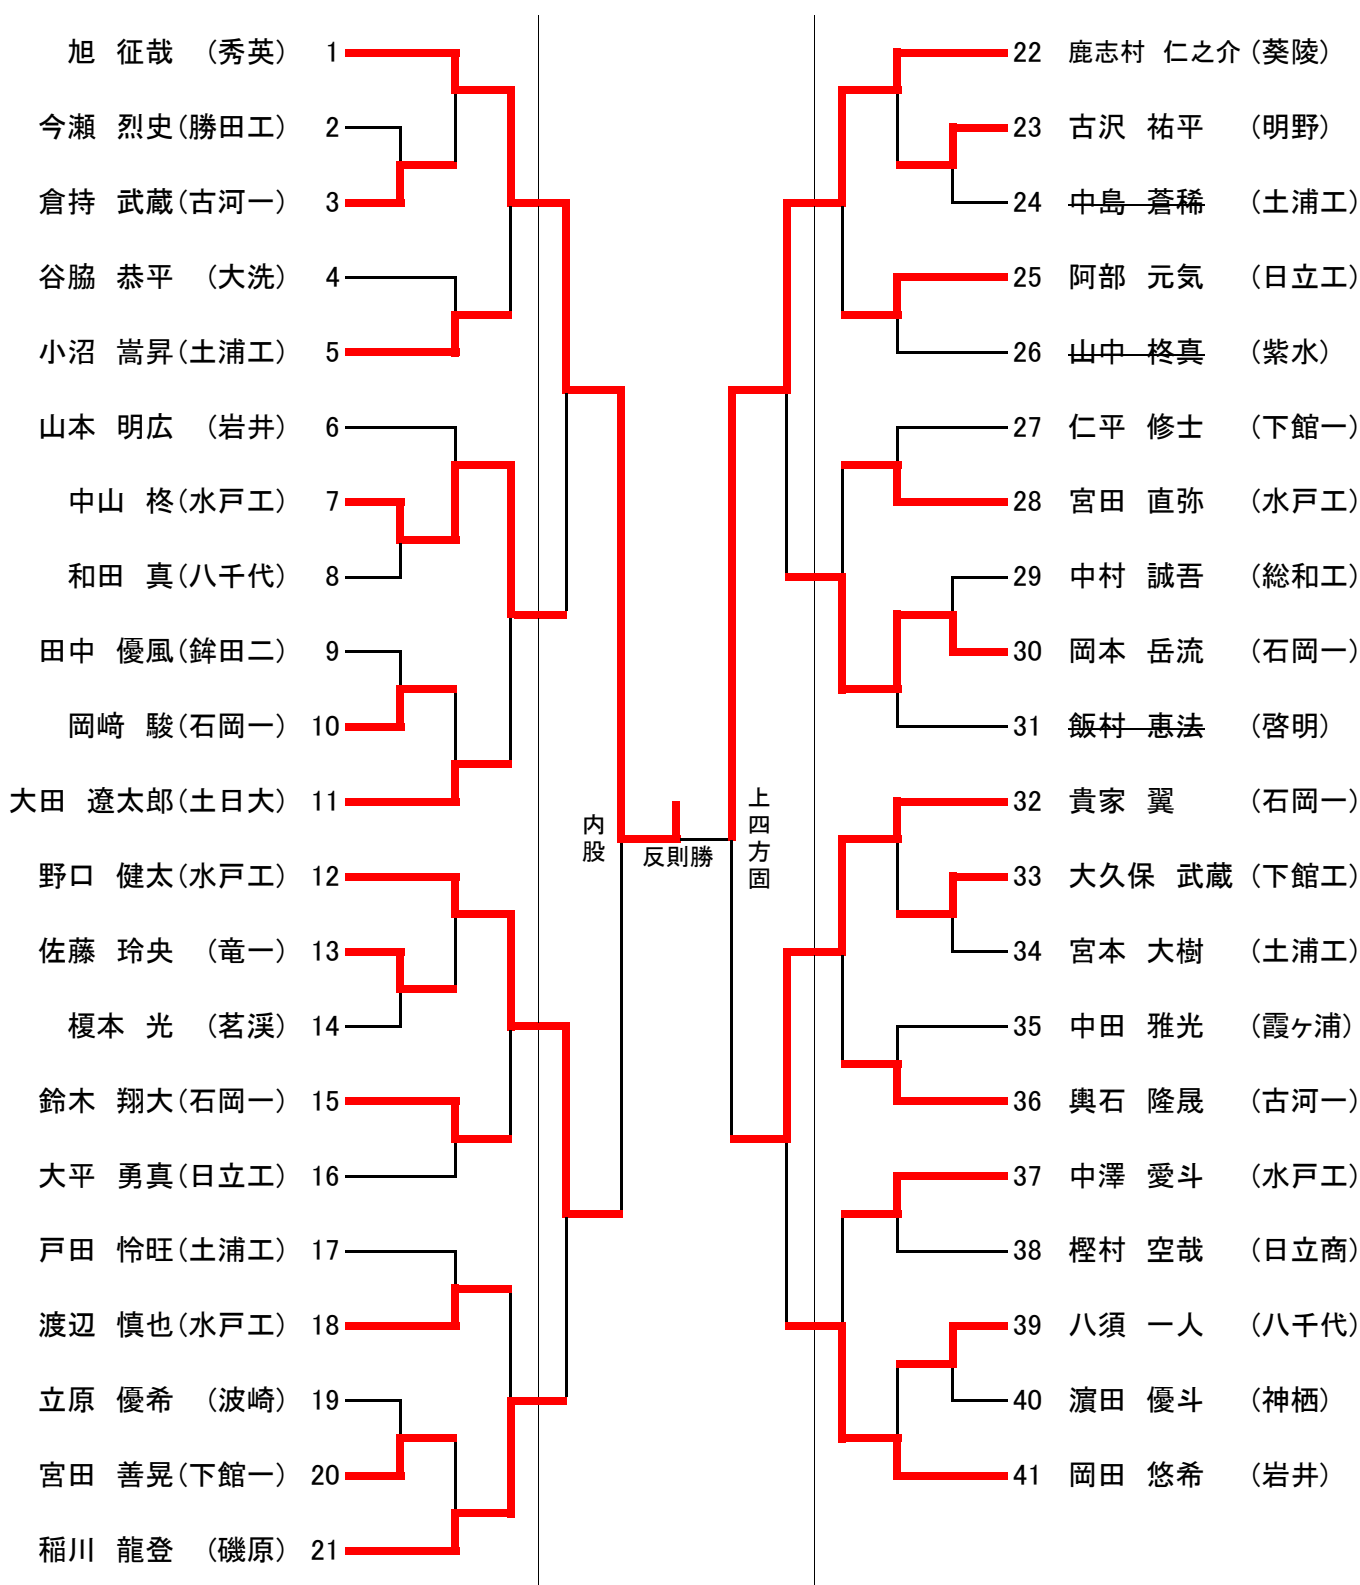 旭 征哉 (秀英) 1
今瀬 烈史(勝田工) 2
倉持 武蔵(古河一) 3
谷脇 恭平 (大洗) 4
小沼 嵩昇(土浦工) 5
山本 明広 (岩井) 6
中山 柊(水戸工) 7
和田 真(八千代) 8
田中 優風(鉾田二) 9
岡﨑 駿(石岡一) 10
大田 遼太郎(土日大) 11
野口 健太(水戸工) 12
佐藤 玲央 (竜一) 13
榎本 光 (茗渓) 14
鈴木 翔大(石岡一) 15
大平 勇真(日立工) 16
戸田 怜旺(土浦工) 17
渡辺 慎也(水戸工) 18
立原 優希 (波崎) 19
宮田 善晃(下館一) 20
稲川 龍登 (磯原) 21
内股
反則勝
上四方固
22 鹿志村 仁之介(葵陵)
23 古沢 祐平 (明野)
24 中島 蒼稀 (土浦工)
25 阿部 元気 (日立工)
26 山中 柊真 (紫水)
27 仁平 修士 (下館一)
28 宮田 直弥 (水戸工)
29 中村 誠吾 (総和工)
30 岡本 岳流 (石岡一)
31 飯村 恵法 (啓明)
32 貴家 翼 (石岡一)
33 大久保 武蔵(下館工)
34 宮本 大樹 (土浦工)
35 中田 雅光 (霞ヶ浦)
36 輿石 隆晟 (古河一)
37 中澤 愛斗 (水戸工)
38 樫村 空哉 (日立商)
39 八須 一人 (八千代)
40 濵田 優斗 (神栖)
41 岡田 悠希 (岩井)